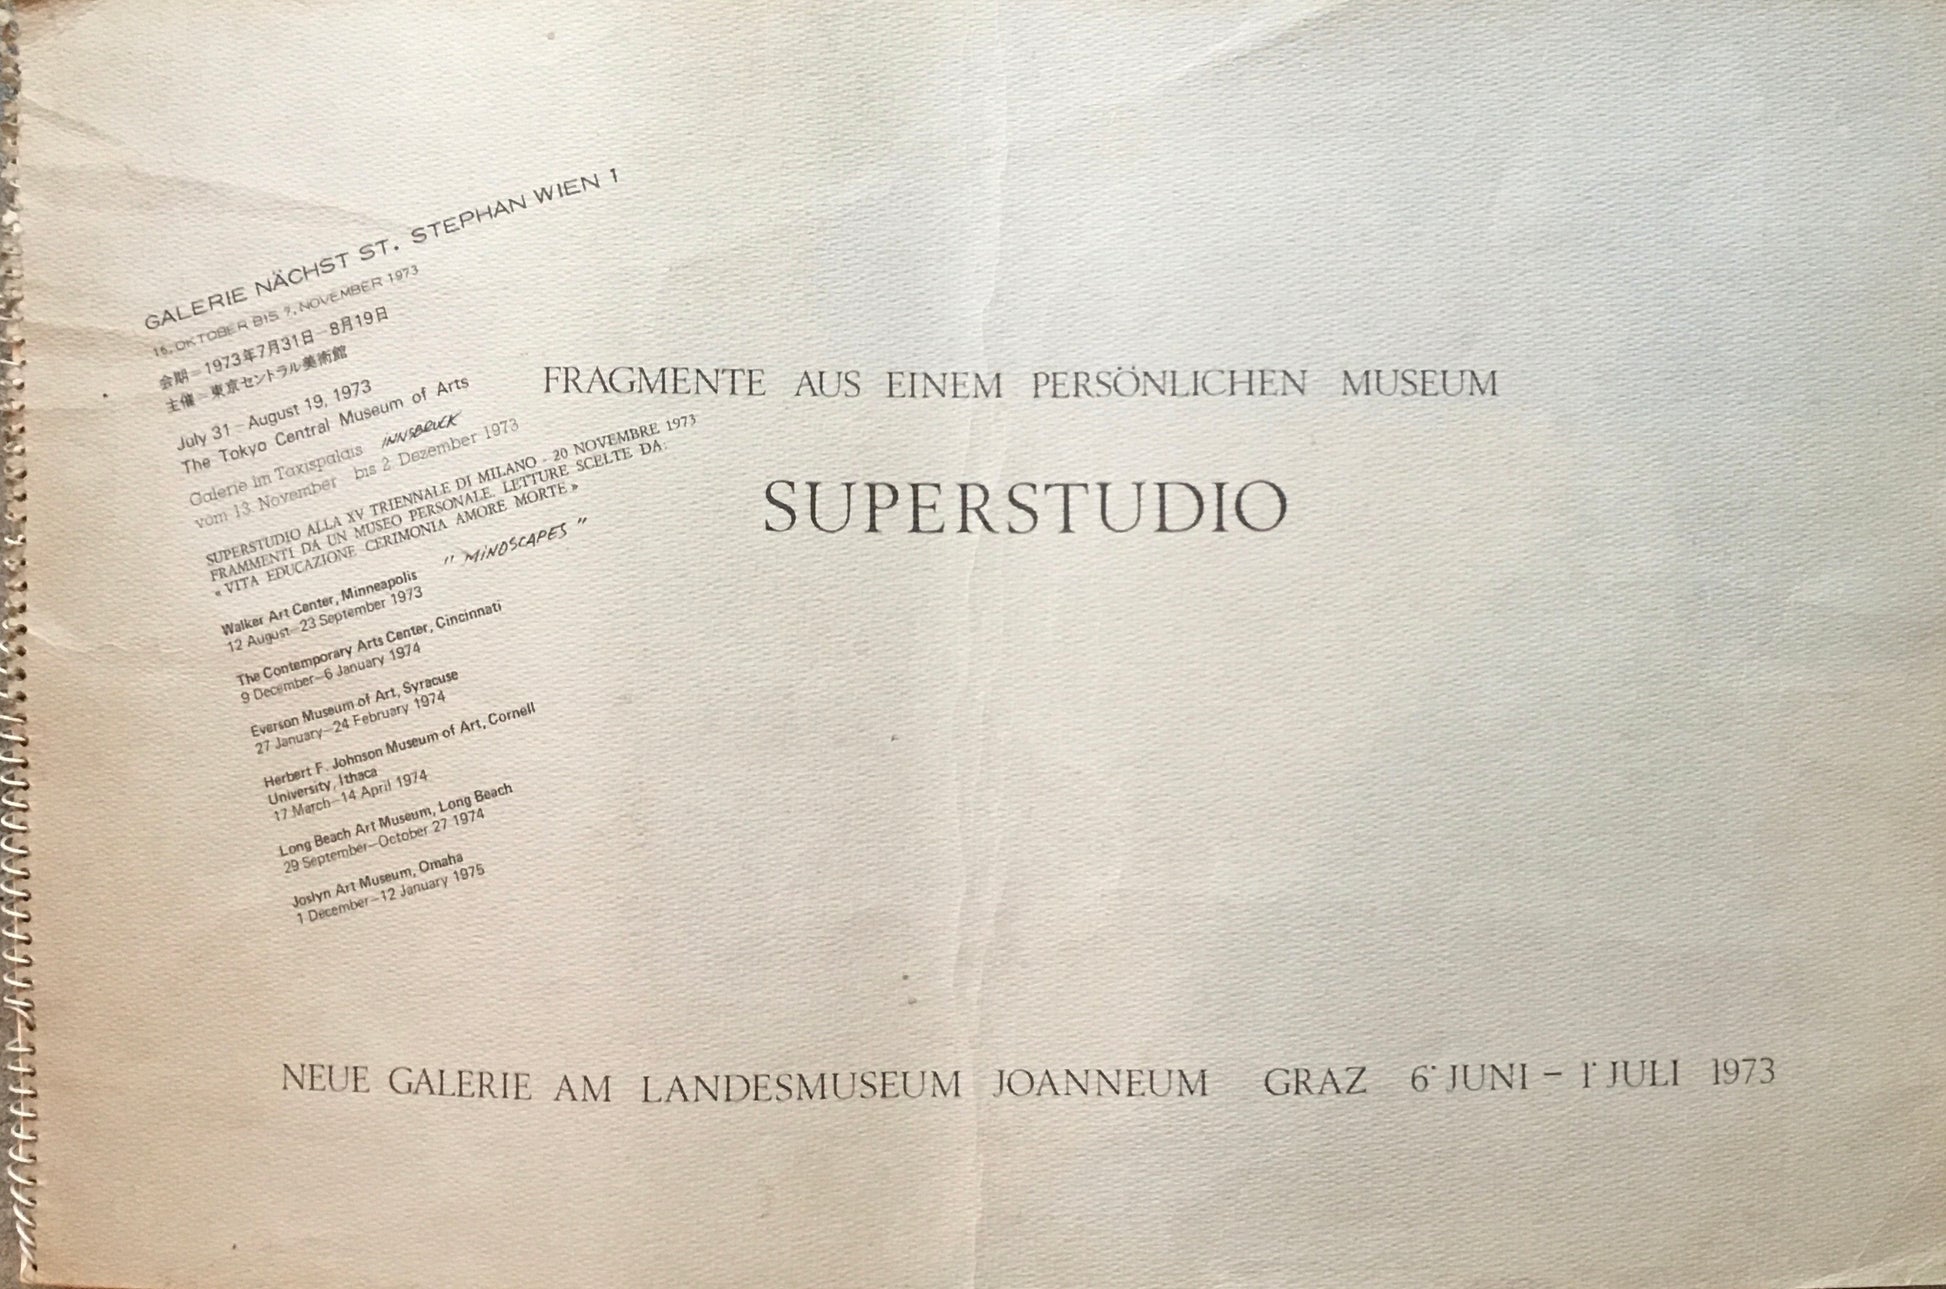 GALERIE NÄCHST ST. STEPHAN WIEN 1
16. OKTOBER BIS 7. NOVEMBER 1973
会期=1973年7月31日-8月19日
主催=東京セントラル美術館
July 31 - August 19, 1973
The Tokyo Central Museum of Arts
Galerie im Taxispalais INNSBRUCK
vom 13. November bis 2. Dezember 1973
SUPERSTUDIO ALLA XV TRIENNALE DI MILANO - 20 NOVEMBRE 1973
FRAMMENTI DA UN MUSEO PERSONALE. LETTURE SCELTE DA:
« VITA EDUCAZIONE CERIMONIA AMORE MORTE »
" MINDSCAPES "
Walker Art Center, Minneapolis
12 August—23 September 1973
The Contemporary Arts Center, Cincinnati
9 December—6 January 1974
Everson Museum of Art, Syracuse
27 January—24 February 1974
Herbert F. Johnson Museum of Art, Cornell
University, Ithaca
17 March—14 April 1974
Long Beach Art Museum, Long Beach
29 September—October 27 1974
Joslyn Art Museum, Omaha
1 December—12 January 1975
FRAGMENTE AUS EINEM PERSÖNLICHEN MUSEUM
SUPERSTUDIO
NEUE GALERIE AM LANDESMUSEUM JOANNEUM GRAZ 6· JUNI – 1· JULI 1973